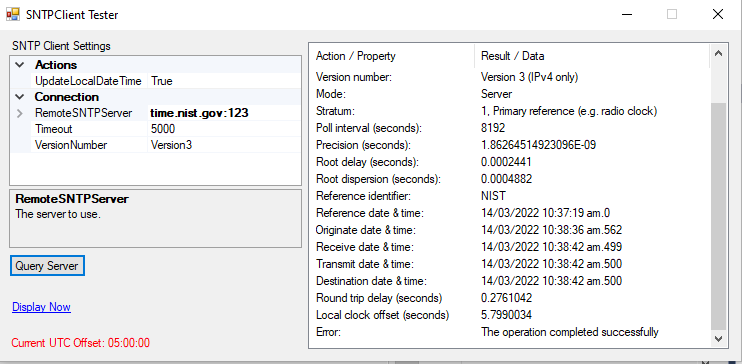 SNTPClient Tester
SNTP Client Settings
Actions
UpdateLocalDateTime True
Connection
RemoteSNTPServer time.nist.gov:123
Timeout 5000
VersionNumber Version3
RemoteSNTPServer
The server to use.
Query Server
Display Now
Current UTC Offset: 05:00:00
Action / Property Result / Data
Version number: Version 3 (IPv4 only)
Mode: Server
Stratum: 1, Primary reference (e.g. radio clock)
Poll interval (seconds): 8192
Precision (seconds): 1.86264514923096E-09
Root delay (seconds): 0.0002441
Root dispersion (seconds): 0.0004882
Reference identifier: NIST
Reference date & time: 14/03/2022 10:37:19 am.0
Originate date & time: 14/03/2022 10:38:36 am.562
Receive date & time: 14/03/2022 10:38:42 am.499
Transmit date & time: 14/03/2022 10:38:42 am.500
Destination date & time: 14/03/2022 10:38:42 am.500
Round trip delay (seconds) 0.2761042
Local clock offset (seconds) 5.7990034
Error: The operation completed successfully